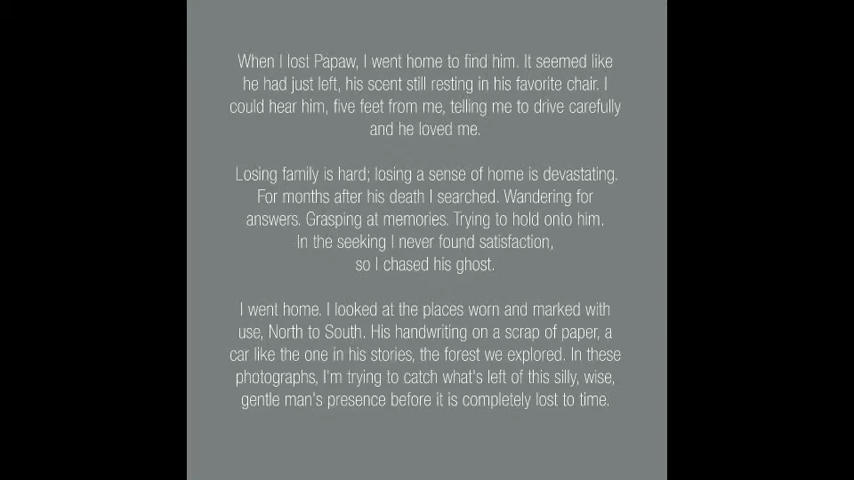 When I lost Papaw, I went home to find him. It seemed like
he had just left, his scent still resting in his favorite chair. I
could hear him, five feet from me, telling me to drive carefully
and he loved me.
Losing family is hard; losing a sense of home is devastating.
For months after his death I searched. Wandering for
answers. Grasping at memories. Trying to hold onto him.
In the seeking I never found satisfaction,
so I chased his ghost.
I went home. I looked at the places worn and marked with
use, North to South. His handwriting on a scrap of paper, a
car like the one in his stories, the forest we explored. In these
photographs, I'm trying to catch what's left of this silly, wise,
gentle man's presence before it is completely lost to time.